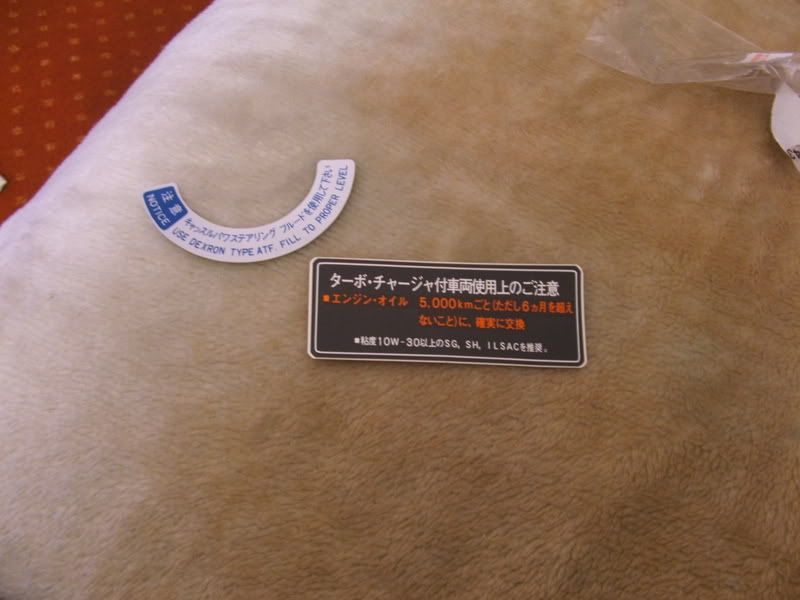 注意
NOTICE
キャッスルパワステアリング フルードを使用して下さい
USE DEXRON TYPE ATF. FILL TO PROPER LEVEL
ターボ・チャージャ付車両使用上のご注意
■エンジン・オイル 5,000kmごと(ただし6ヵ月を超え
ないこと)に、確実に交換
■粘度10W-30以上のSG, SH, ILSACを推奨。